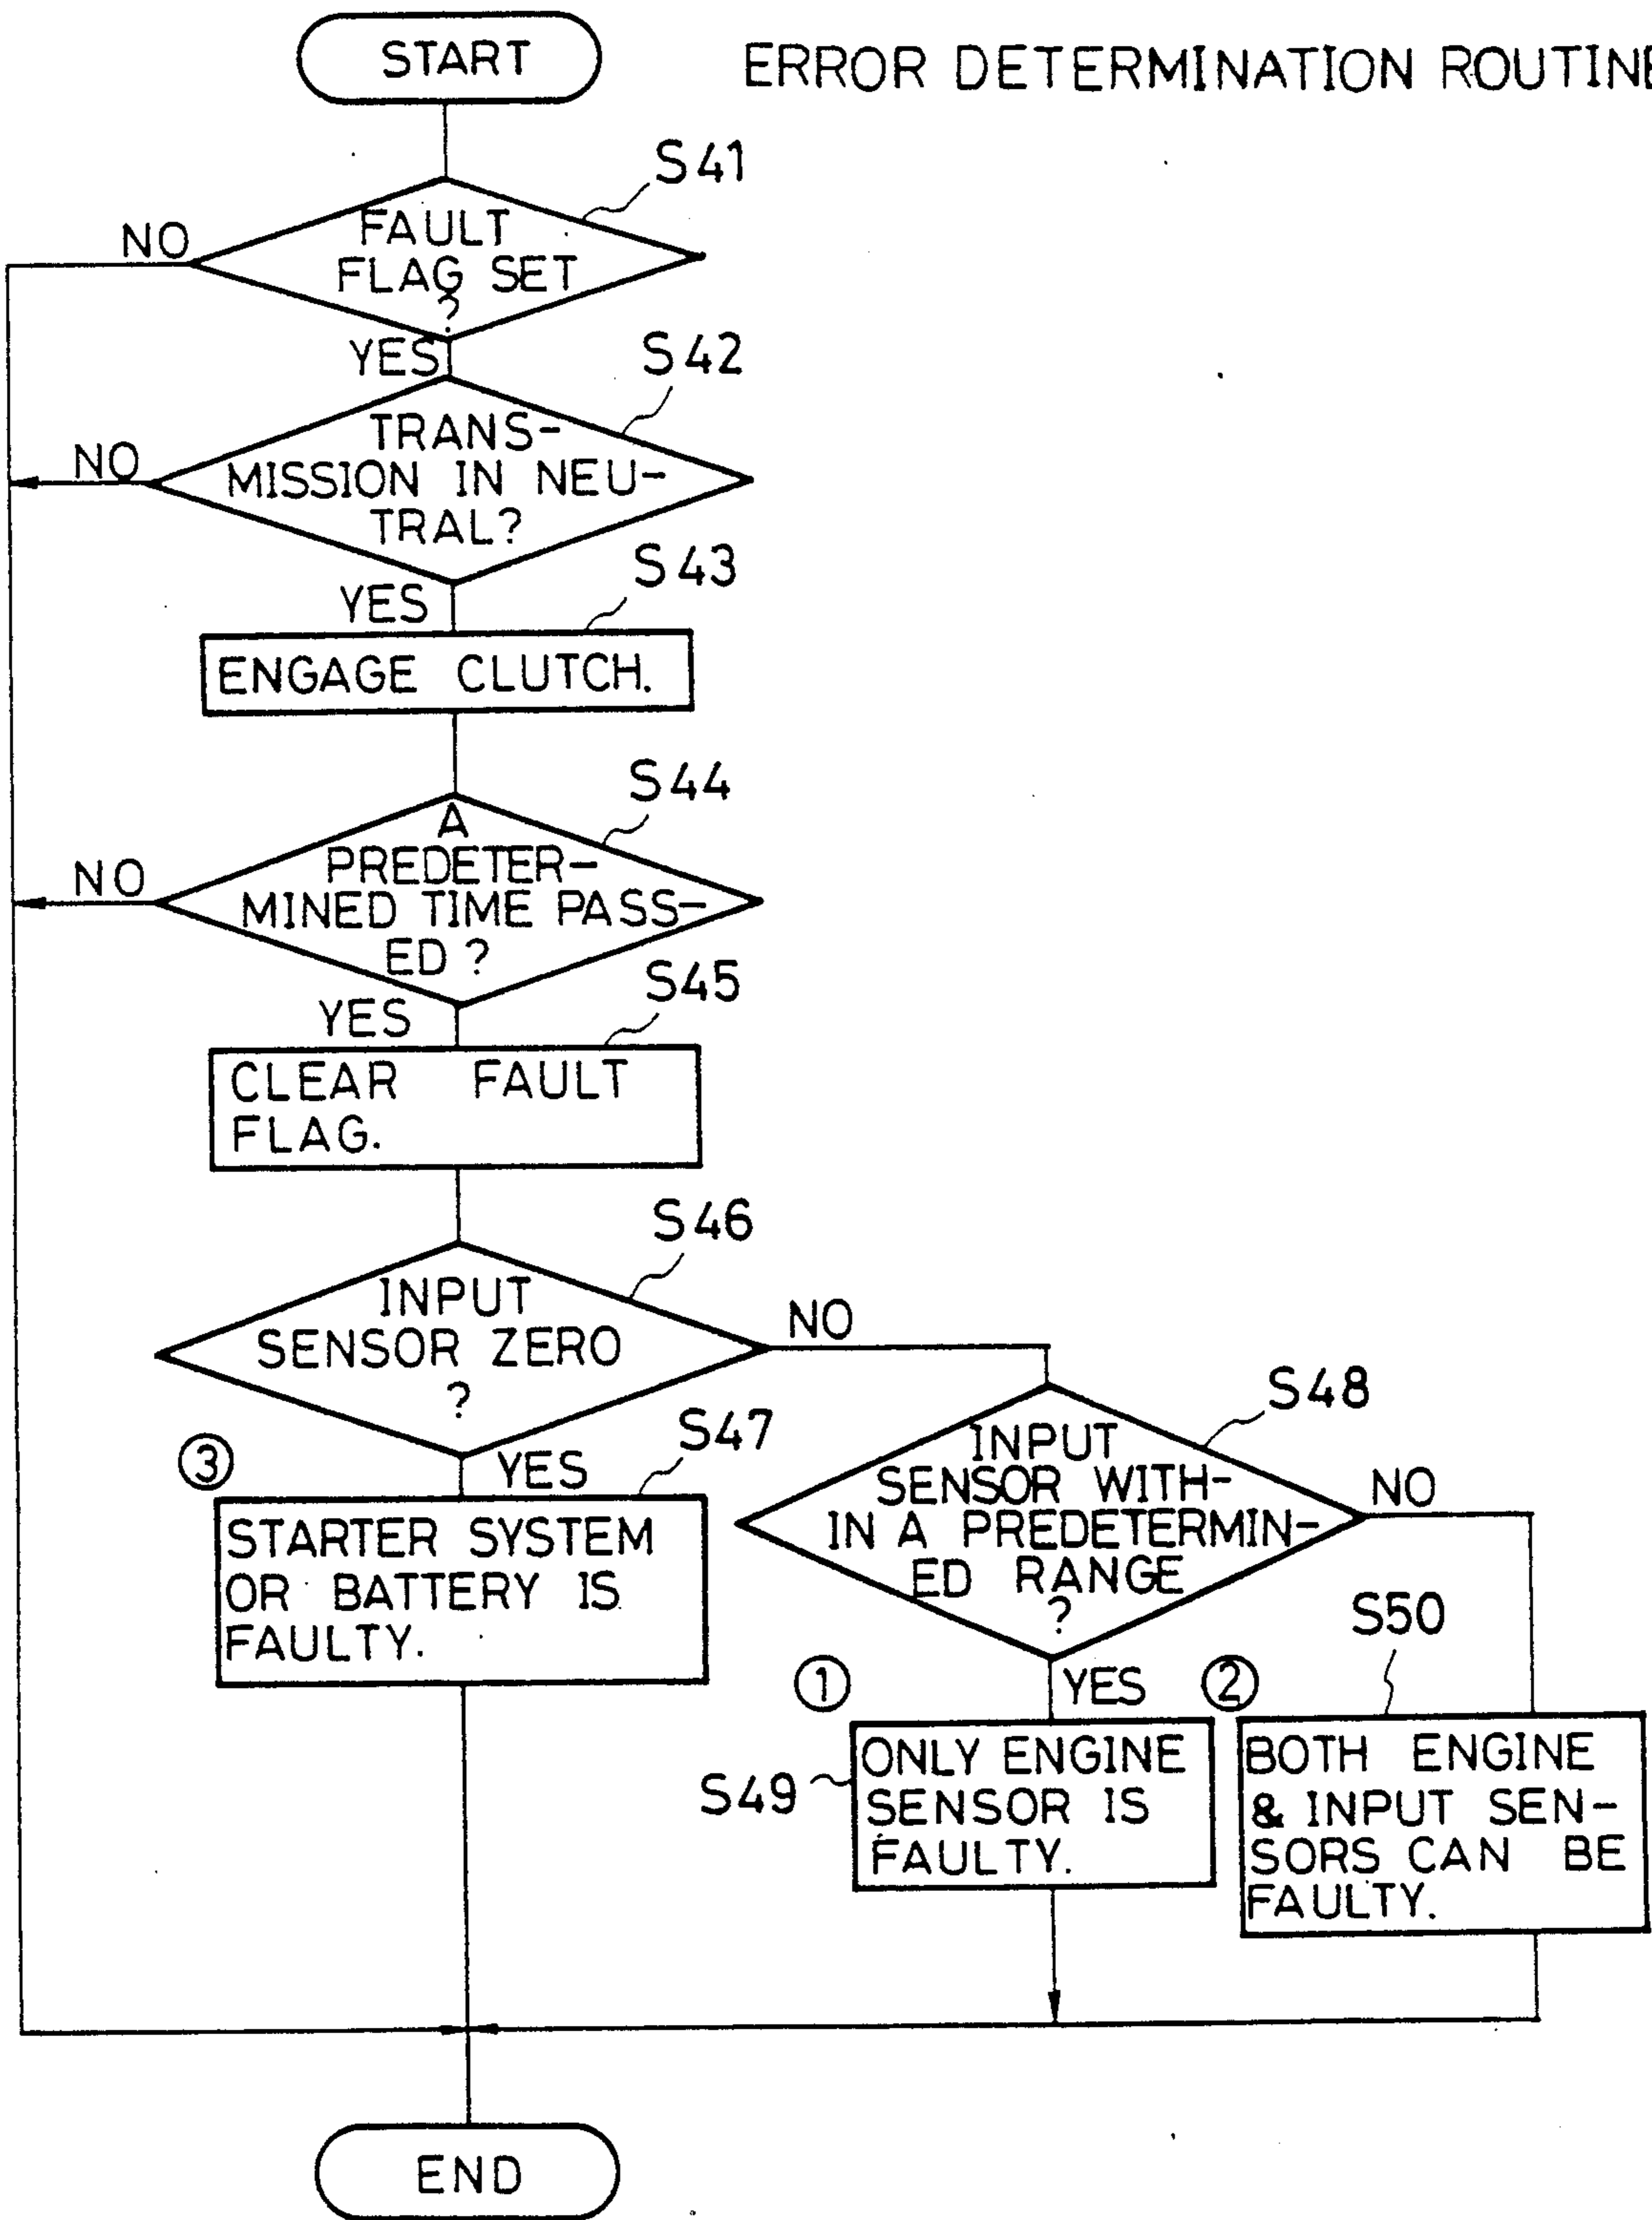 START
ERROR DETERMINATION ROUTINE
S41
NO
FAULT
FLAG SET
?
YES
S42
NO
TRANS-
MISSION IN NEU-
TRAL?
S43
YES
ENGAGE CLUTCH.
S44
NO
A
PREDETER-
MINED TIME PASS-
ED?
S45
YES
CLEAR FAULT
FLAG.
S46
INPUT
SENSOR ZERO
?
NO
S48
INPUT
SENSOR WITH-
IN A PREDETERMIN-
ED RANGE
?
NO
③
YES
S47
STARTER SYSTEM
OR BATTERY IS
FAULTY.
S50
①
YES
②
S49
ONLY ENGINE
SENSOR IS
FAULTY.
BOTH ENGINE
& INPUT SEN-
SORS CAN BE
FAULTY.
END